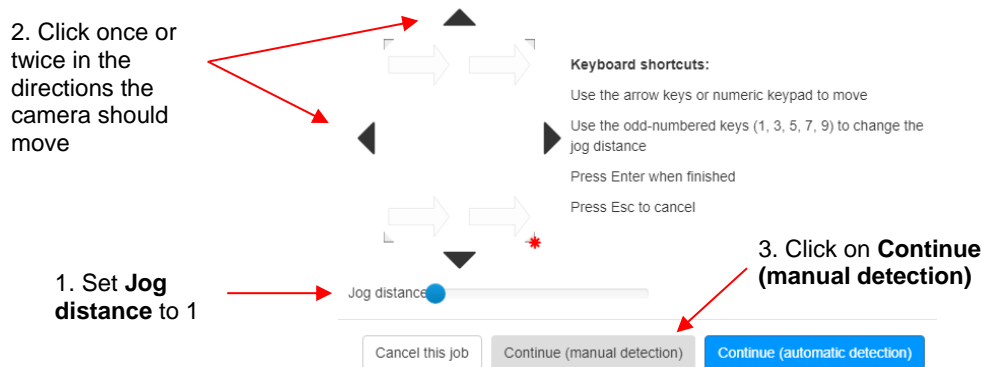 2. Click once or
twice in the
directions the
camera should
move
Keyboard shortcuts:
Use the arrow keys or numeric keypad to move
Use the odd-numbered keys (1, 3, 5, 7, 9) to change the
jog distance
Press Enter when finished
Press Esc to cancel
3. Click on Continue
(manual detection)
1. Set Jog
distance to 1
Jog distance
Cancel this job
Continue (manual detection)
Continue (automatic detection)